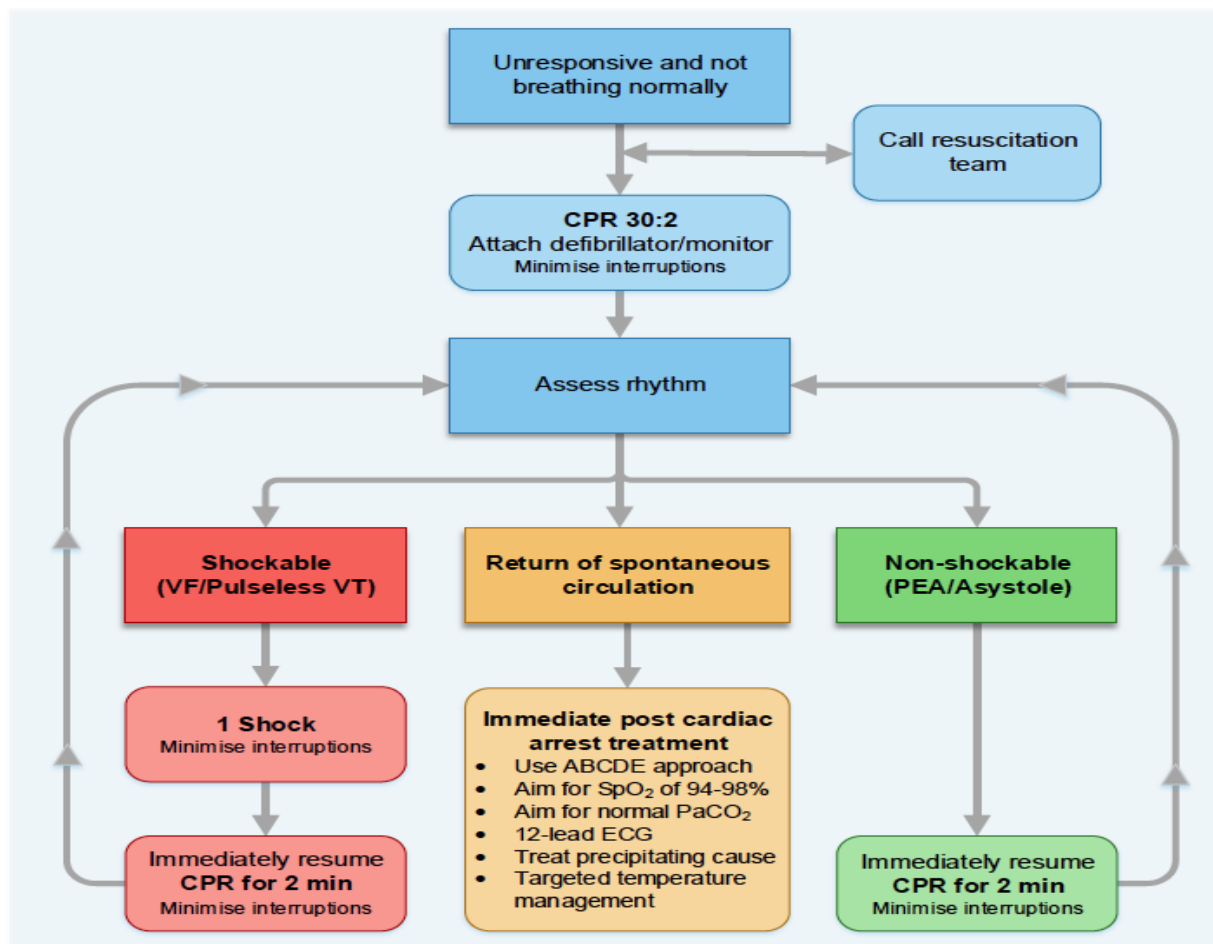 Unresponsive and not
breathing normally
Call resuscitation
team
CPR 30:2
Attach defibrillator/monitor
Minimise interruptions
Assess rhythm
Shockable
(VF/Pulseless VT)
Return of spontaneous
circulation
Non-shockable
(PEA/Asystole)
1 Shock
Minimise interruptions
Immediately resume
CPR for 2 min
Minimise interruptions
Immediate post cardiac
arrest treatment
• Use ABCDE approach
• Aim for SpO₂ of 94-98%
• Aim for normal PaCO₂
• 12-lead ECG
• Treat precipitating cause
• Targeted temperature
management
Immediately resume
CPR for 2 min
Minimise interruptions